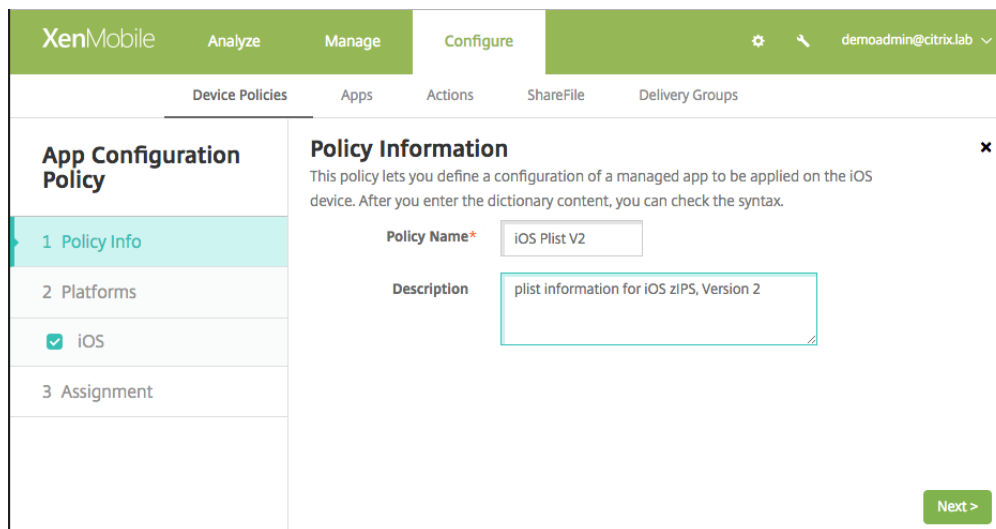 XenMobile Analyze Manage Configure demoadmin@citrix.lab
Device Policies Apps Actions ShareFile Delivery Groups
App Configuration
Policy
1 Policy Info
2 Platforms
iOS
3 Assignment
Policy Information
This policy lets you define a configuration of a managed app to be applied on the iOS
device. After you enter the dictionary content, you can check the syntax.
Policy Name* iOS Plist V2
Description plist information for iOS zIPS, Version 2
Next >